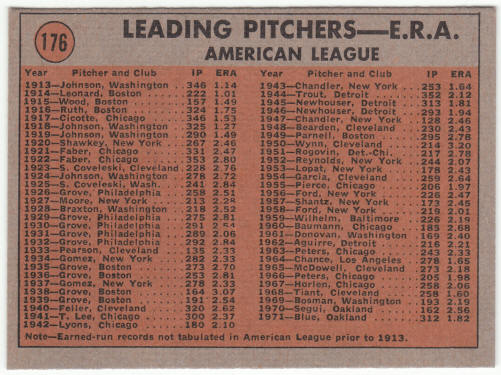 176
LEADING PITCHERS—E.R.A.
AMERICAN LEAGUE
Year Pitcher and Club IP ERA
1913—Johnson, Washington 346 1.14
1914—Leonard, Boston 222 1.01
1915—Wood, Boston 157 1.49
1916—Ruth, Boston 324 1.75
1917—Cicotte, Chicago 346 1.53
1918—Johnson, Washington 325 1.27
1919—Johnson, Washington 290 1.49
1920—Shawkey, New York 267 2.46
1921—Faber, Chicago 331 2.47
1922—Faber, Chicago 353 2.80
1923—S. Coveleski, Cleveland 228 2.76
1924—Johnson, Washington 278 2.72
1925—S. Coveleski, Wash. 241 2.84
1926—Grove, Philadelphia 258 2.51
1927—Moore, New York 213 2.28
1928—Braxton, Washington 218 2.52
1929—Grove, Philadelphia 275 2.81
1930—Grove, Philadelphia 291 2.54
1931—Grove, Philadelphia 289 2.06
1932—Grove, Philadelphia 292 2.84
1933—Pearson, Cleveland 135 2.33
1934—Gomez, New York 282 2.33
1935—Grove, Boston 273 2.70
1936—Grove, Boston 253 2.81
1937—Gomez, New York 278 2.33
1938—Grove, Boston 164 3.07
1939—Grove, Boston 191 2.54
1940—Feller, Cleveland 320 2.62
1941—T. Lee, Chicago 300 2.37
1942—Lyons, Chicago 180 2.10
Year Pitcher and Club IP ERA
1943—Chandler, New York 253 1.64
1944—Trout, Detroit 352 2.12
1945—Newhouser, Detroit 313 1.81
1946—Newhouser, Detroit 293 1.94
1947—Chandler, New York 128 2.46
1948—Bearden, Cleveland 230 2.43
1949—Parnell, Boston 295 2.78
1950—Wynn, Cleveland 214 3.20
1951—Rogovin, Det.-Chi. 217 2.78
1952—Reynolds, New York 244 2.07
1953—Lopat, New York 178 2.43
1954—Garcia, Cleveland 259 2.64
1955—Pierce, Chicago 206 1.97
1956—Ford, New York 226 2.47
1957—Shantz, New York 173 2.45
1958—Ford, New York 219 2.01
1959—Wilhelm, Baltimore 226 2.19
1960—Baumann, Chicago 185 2.68
1961—Donovan, Washington 169 2.40
1962—Aguirre, Detroit 216 2.21
1963—Peters, Chicago 243 2.33
1964—Chance, Los Angeles 278 1.65
1965—McDowell, Cleveland 273 2.18
1966—Peters, Chicago 205 1.98
1967—Horlen, Chicago 258 2.06
1968—Tiant, Cleveland 258 1.60
1969—Bosman, Washington 193 2.19
1970—Segui, Oakland 162 2.56
1971—Blue, Oakland 312 1.82
Note—Earned-run records not tabulated in American League prior to 1913.